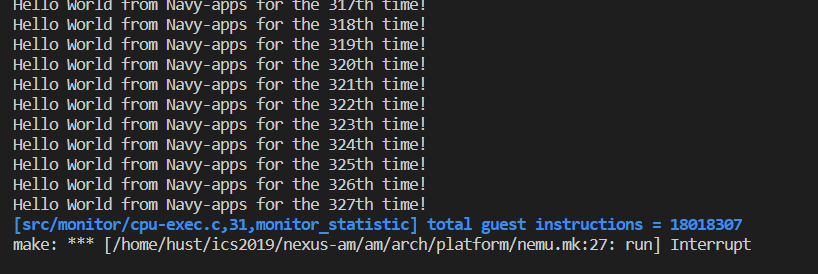 Hello World from Navy-apps for the 317th time!
Hello World from Navy-apps for the 318th time!
Hello World from Navy-apps for the 319th time!
Hello World from Navy-apps for the 320th time!
Hello World from Navy-apps for the 321th time!
Hello World from Navy-apps for the 322th time!
Hello World from Navy-apps for the 323th time!
Hello World from Navy-apps for the 324th time!
Hello World from Navy-apps for the 325th time!
Hello World from Navy-apps for the 326th time!
Hello World from Navy-apps for the 327th time!
[src/monitor/cpu-exec.c,31,monitor_statistic] total guest instructions = 18018307
make: *** [/home/hust/ics2019/nexus-am/am/arch/platform/nemu.mk:27: run] Interrupt